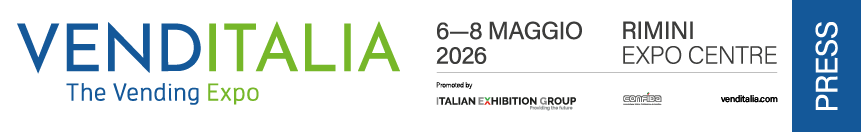 VENDITALIA
The Vending Expo
6—8 MAGGIO
2026
RIMINI
EXPO CENTRE
Promoted by
ITALIAN EXHIBITION GROUP
Providing the future
CONFIDA
venditalia.com
PRESS